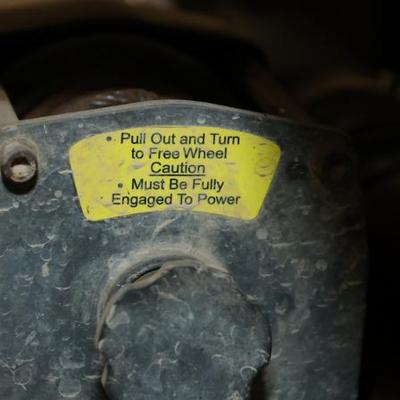 • Pull Out and Turn
to Free Wheel
Caution
• Must Be Fully
Engaged To Power